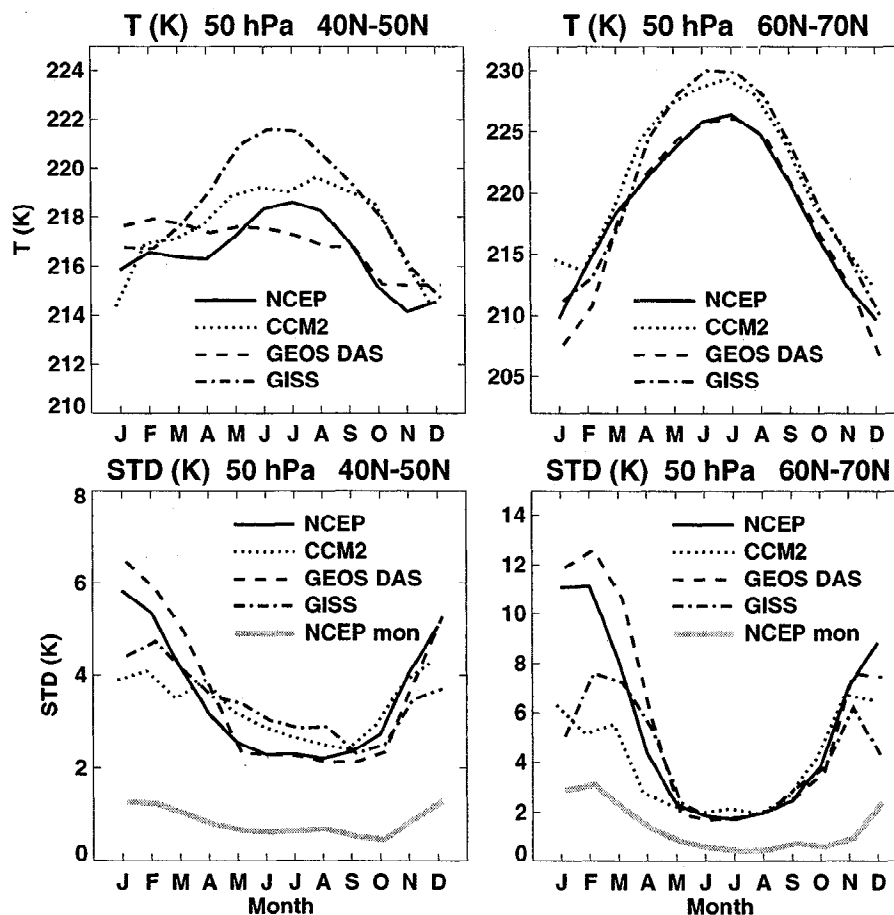 T (K) 50 hPa 40N-50N
T (K)
224
222
220
218
216
214
212
210
NCEP
CCM2
GEOS DAS
GISS
J F M A M J J A S O N D
T (K) 50 hPa 60N-70N
230
225
220
215
210
205
NCEP
CCM2
GEOS DAS
GISS
J F M A M J J A S O N D
STD (K) 50 hPa 40N-50N
STD (K)
8
6
4
2
0
NCEP
CCM2
GEOS DAS
GISS
NCEP mon
J F M A M J J A S O N D
Month
STD (K) 50 hPa 60N-70N
14
12
10
8
6
4
2
0
NCEP
CCM2
GEOS DAS
GISS
NCEP mon
J F M A M J J A S O N D
Month